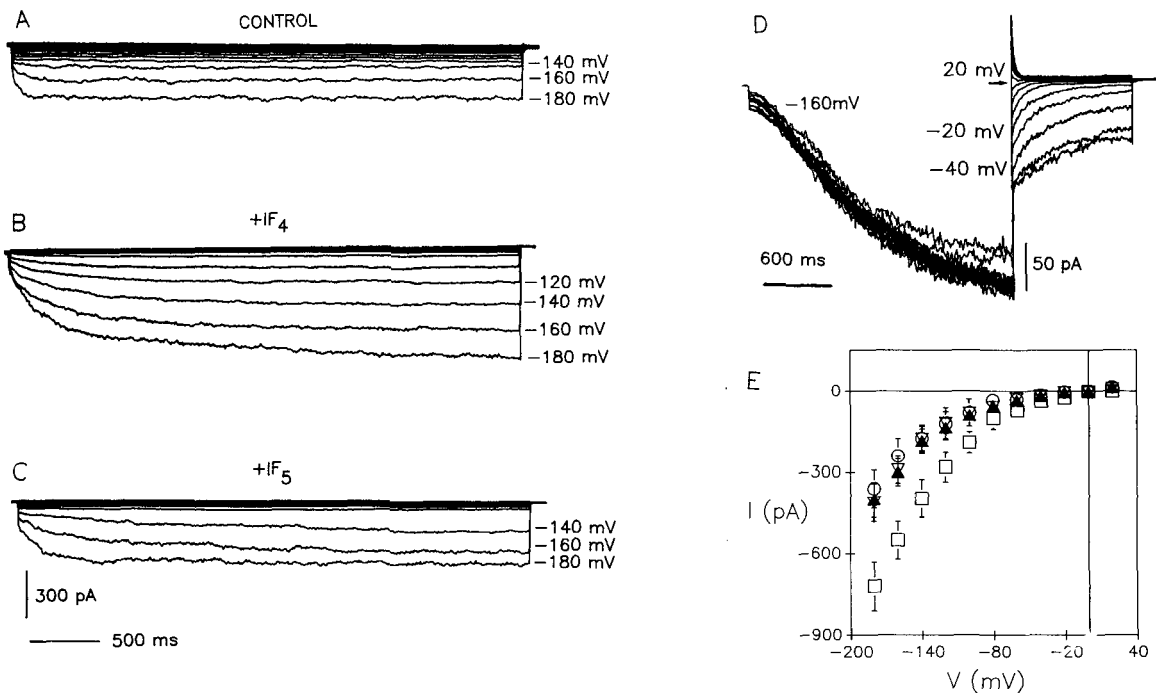 A
CONTROL
−140 mV
−160 mV
−180 mV
B
+IF4
−120 mV
−140 mV
−160 mV
−180 mV
C
+IF5
−140 mV
−160 mV
−180 mV
300 pA
500 ms
D
20 mV
−160mV
−20 mV
−40 mV
600 ms
50 pA
E
0
−300
I (pA)
−600
−900
−200
−140
−80
−20
40
V (mV)